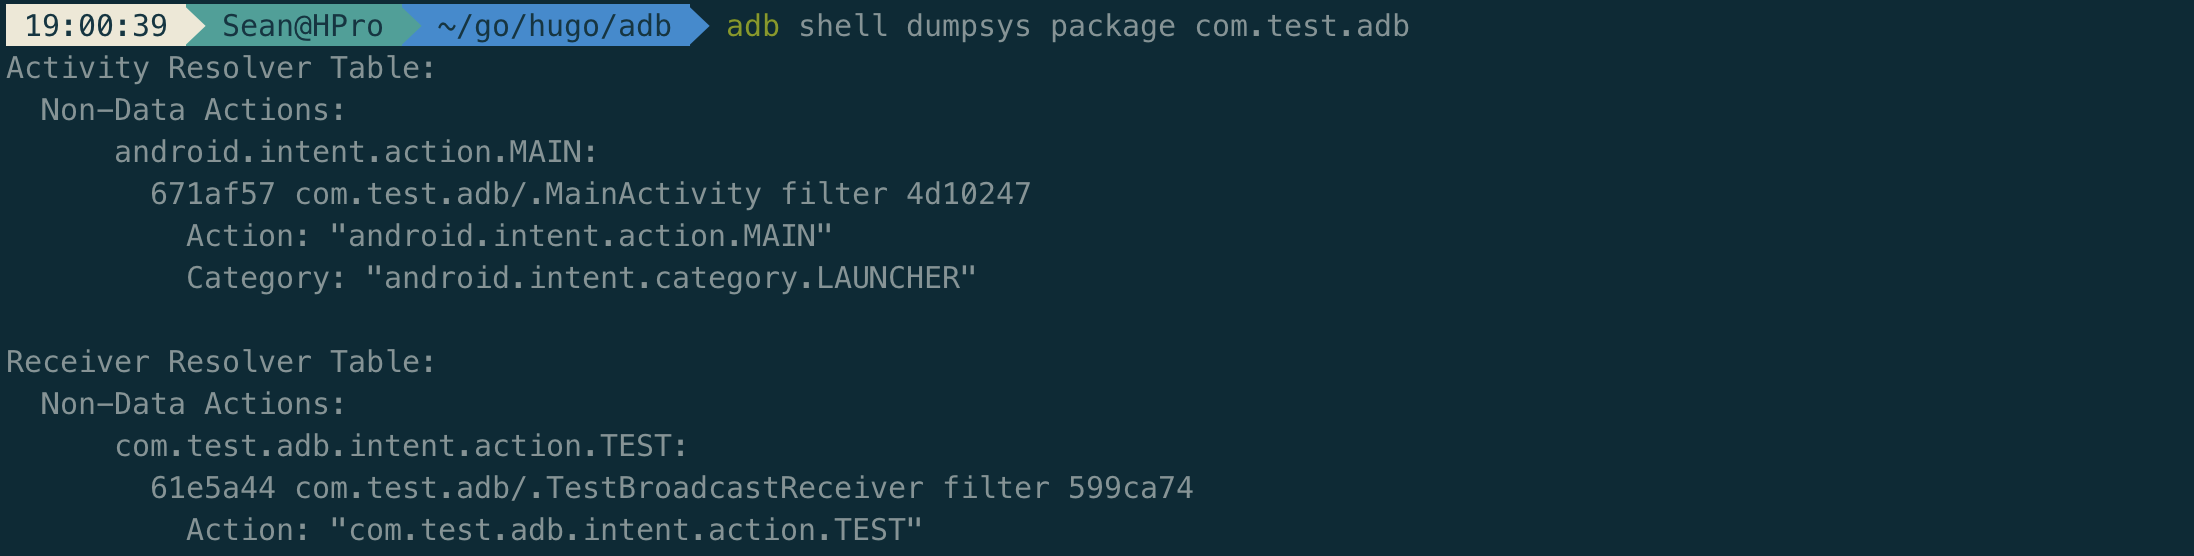 19:00:39 Sean@HPro ~/go/hugo/adb adb shell dumpsys package com.test.adb
Activity Resolver Table:
Non-Data Actions:
android.intent.action.MAIN:
671af57 com.test.adb/.MainActivity filter 4d10247
Action: "android.intent.action.MAIN"
Category: "android.intent.category.LAUNCHER"
Receiver Resolver Table:
Non-Data Actions:
com.test.adb.intent.action.TEST:
61e5a44 com.test.adb/.TestBroadcastReceiver filter 599ca74
Action: "com.test.adb.intent.action.TEST"